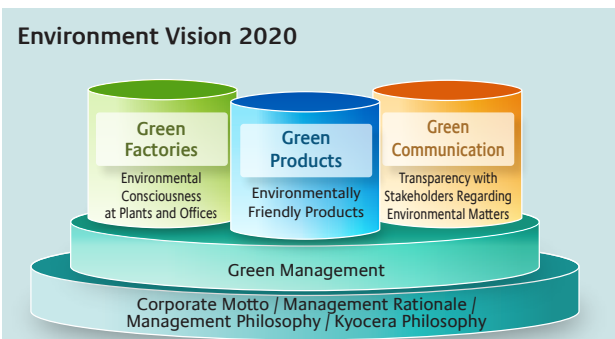 Environment Vision 2020
Green
Factories
Environmental
Consciousness
at Plants and Offices
Green
Products
Environmentally
Friendly Products
Green
Communication
Transparency with
Stakeholders Regarding
Environmental Matters
Green Management
Corporate Motto / Management Rationale /
Management Philosophy / Kyocera Philosophy